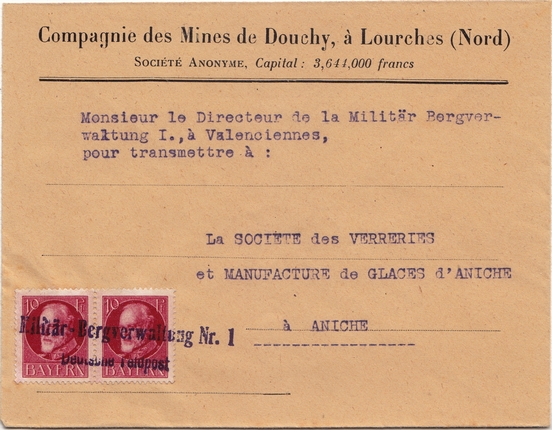 Compagnie des Mines de Douchy, à Lourches (Nord)
SOCIÉTÉ ANONYME, Capital : 3,644,000 francs
Monsieur le Directeur de la Militär Bergver-
waltung I., à Valenciennes,
pour transmettre à :
La SOCIÉTÉ des VERRERIES
et MANUFACTURE de GLACES d'ANICHE
à ANICHE
10 Pf 10 Pf
Militär-Bergverwaltung Nr. 1
Deutsche Feldpost
BAYERN BAYERN